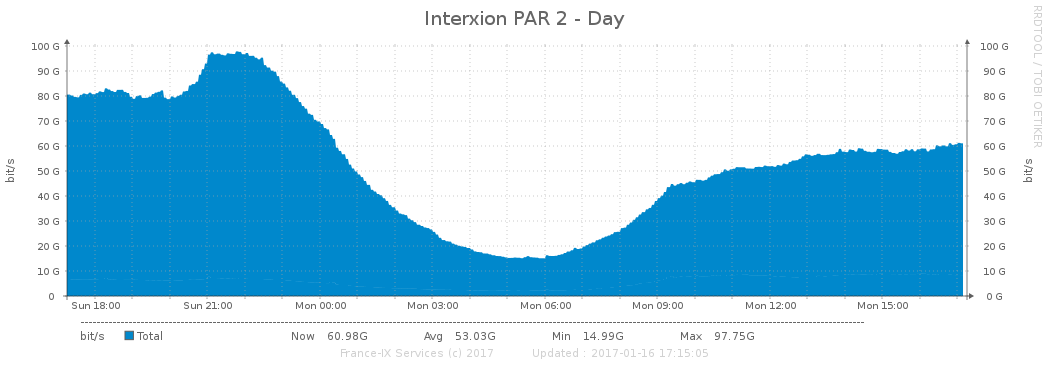 Interxion PAR 2 - Day
RRDTOOL / TOBI OETIKER
bit/s
100 G
90 G
80 G
70 G
60 G
50 G
40 G
30 G
20 G
10 G
0
100 G
90 G
80 G
70 G
60 G
50 G
40 G
30 G
20 G
10 G
0 G
bit/s
Sun 18:00 Sun 21:00 Mon 00:00 Mon 03:00 Mon 06:00 Mon 09:00 Mon 12:00 Mon 15:00
bit/s Total Now 60.98G Avg 53.03G Min 14.99G Max 97.75G
France-IX Services (c) 2017 Updated : 2017-01-16 17:15:05